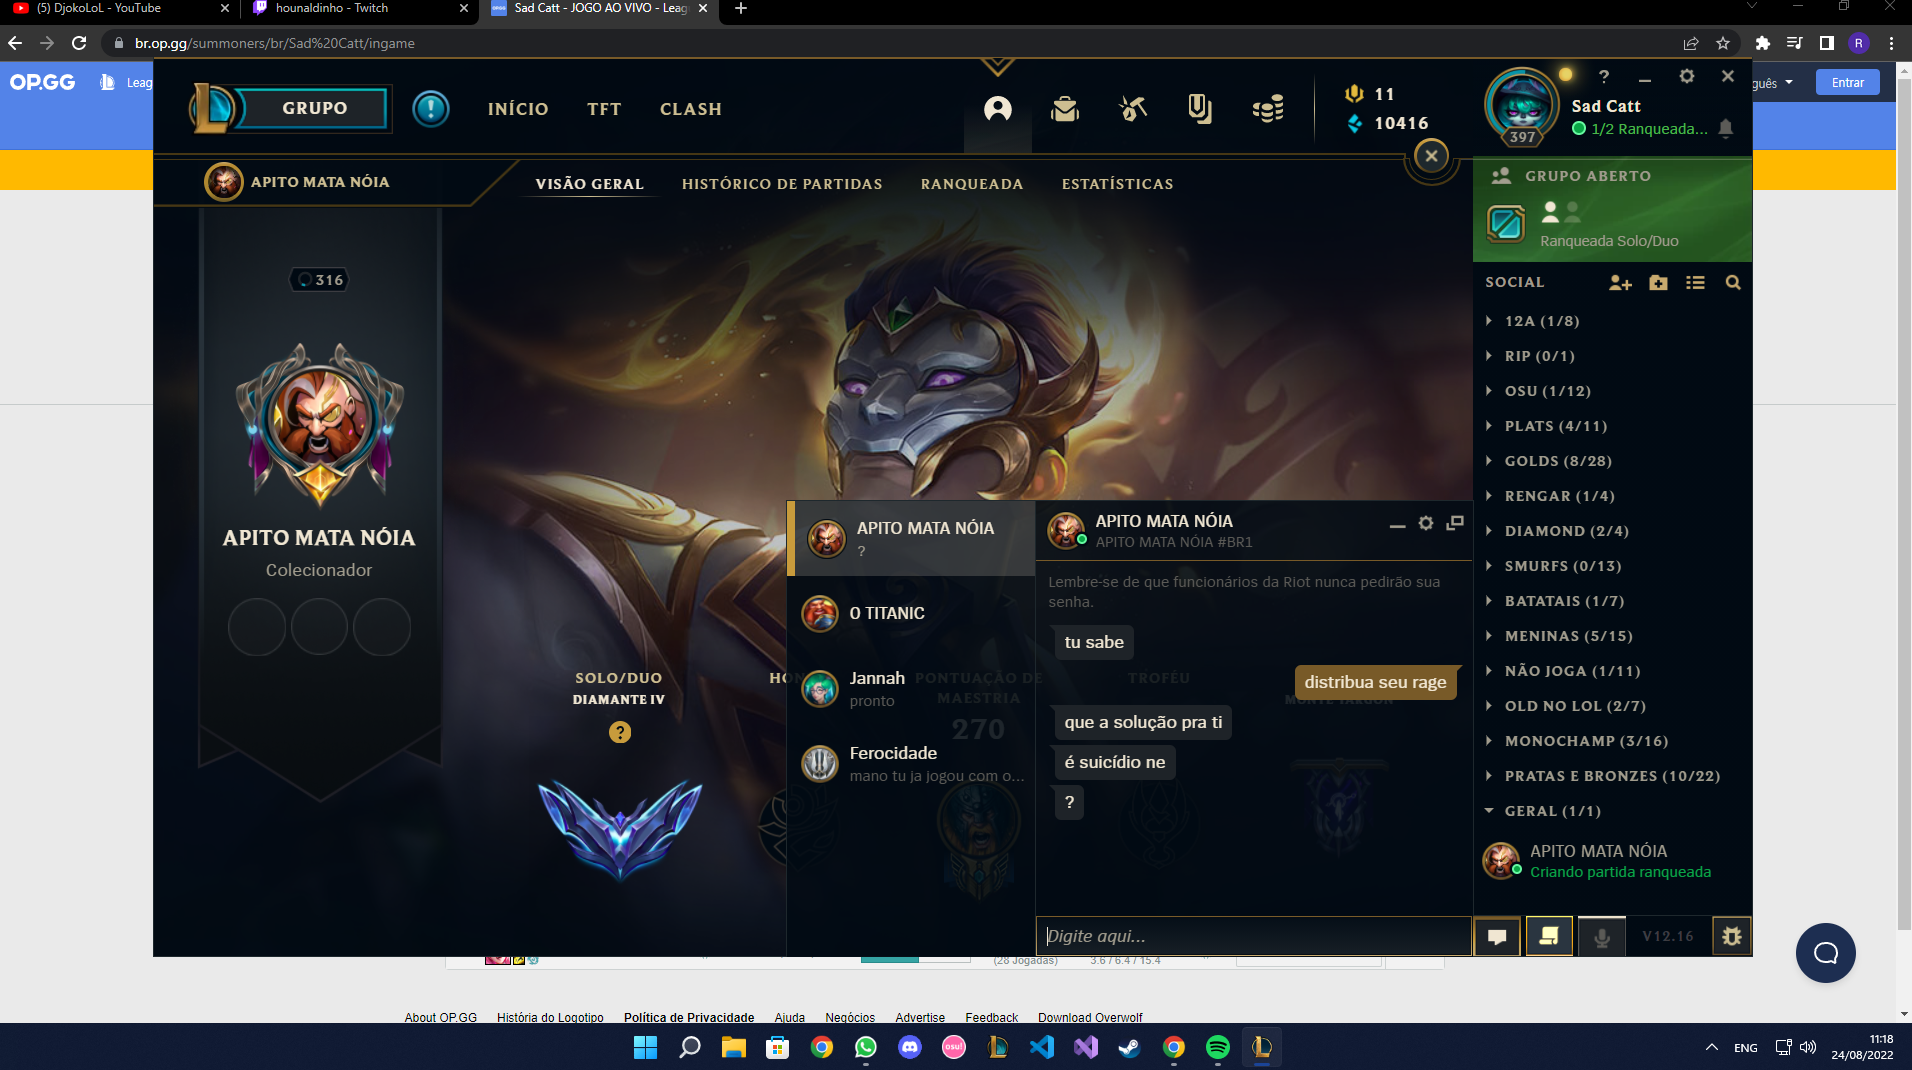 (5) DjokoLoL - YouTube
hounaldinho - Twitch
Sad Catt - JOGO AO VIVO - Leag
br.op.gg/summoners/br/Sad%20Catt/ingame
R
OP.GG
Leag
guês
Entrar
GRUPO
INÍCIO
TFT
CLASH
11
10416
?
397
Sad Catt
1/2 Ranqueada...
APITO MATA NÓIA
VISÃO GERAL
HISTÓRICO DE PARTIDAS
RANQUEADA
ESTATÍSTICAS
GRUPO ABERTO
Ranqueada Solo/Duo
316
APITO MATA NÓIA
Colecionador
SOLO/DUO
DIAMANTE IV
?
PONTUAÇÃO DE
MAESTRIA
270
TROFÉU
APITO MATA NÓIA
?
O TITANIC
Jannah
pronto
Ferocidade
mano tu ja jogou com o...
APITO MATA NÓIA
APITO MATA NÓIA #BR1
Lembre-se de que funcionários da Riot nunca pedirão sua
senha.
tu sabe
distribua seu rage
que a solução pra ti
é suicídio ne
?
Digite aqui...
SOCIAL
12A (1/8)
RIP (0/1)
OSU (1/12)
PLATS (4/11)
GOLDS (8/28)
RENGAR (1/4)
DIAMOND (2/4)
SMURFS (0/13)
BATATAIS (1/7)
MENINAS (5/15)
NÃO JOGA (1/11)
OLD NO LOL (2/7)
MONOCHAMP (3/16)
PRATAS E BRONZES (10/22)
GERAL (1/1)
APITO MATA NÓIA
Criando partida ranqueada
V12.16
(28 Jogadas)
3.6 / 6.4 / 15.4
About OP.GG
História do Logotipo
Política de Privacidade
Ajuda
Negócios
Advertise
Feedback
Download Overwolf
osu!
ENG
11:18
24/08/2022